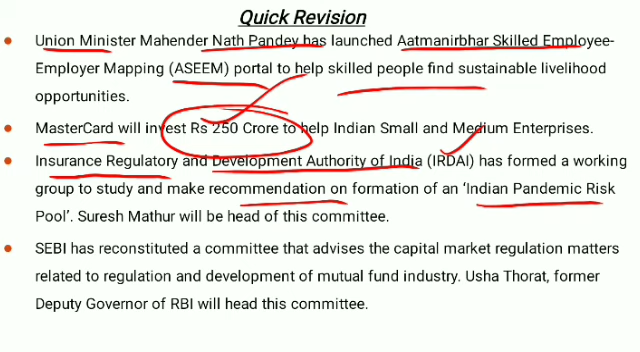 Quick Revision
Union Minister Mahender Nath Pandey has launched Aatmanirbhar Skilled Employee-
Employer Mapping (ASEEM) portal to help skilled people find sustainable livelihood
opportunities.
MasterCard will invest Rs 250 Crore to help Indian Small and Medium Enterprises.
Insurance Regulatory and Development Authority of India (IRDAI) has formed a working
group to study and make recommendation on formation of an ‘Indian Pandemic Risk
Pool’. Suresh Mathur will be head of this committee.
SEBI has reconstituted a committee that advises the capital market regulation matters
related to regulation and development of mutual fund industry. Usha Thorat, former
Deputy Governor of RBI will head this committee.